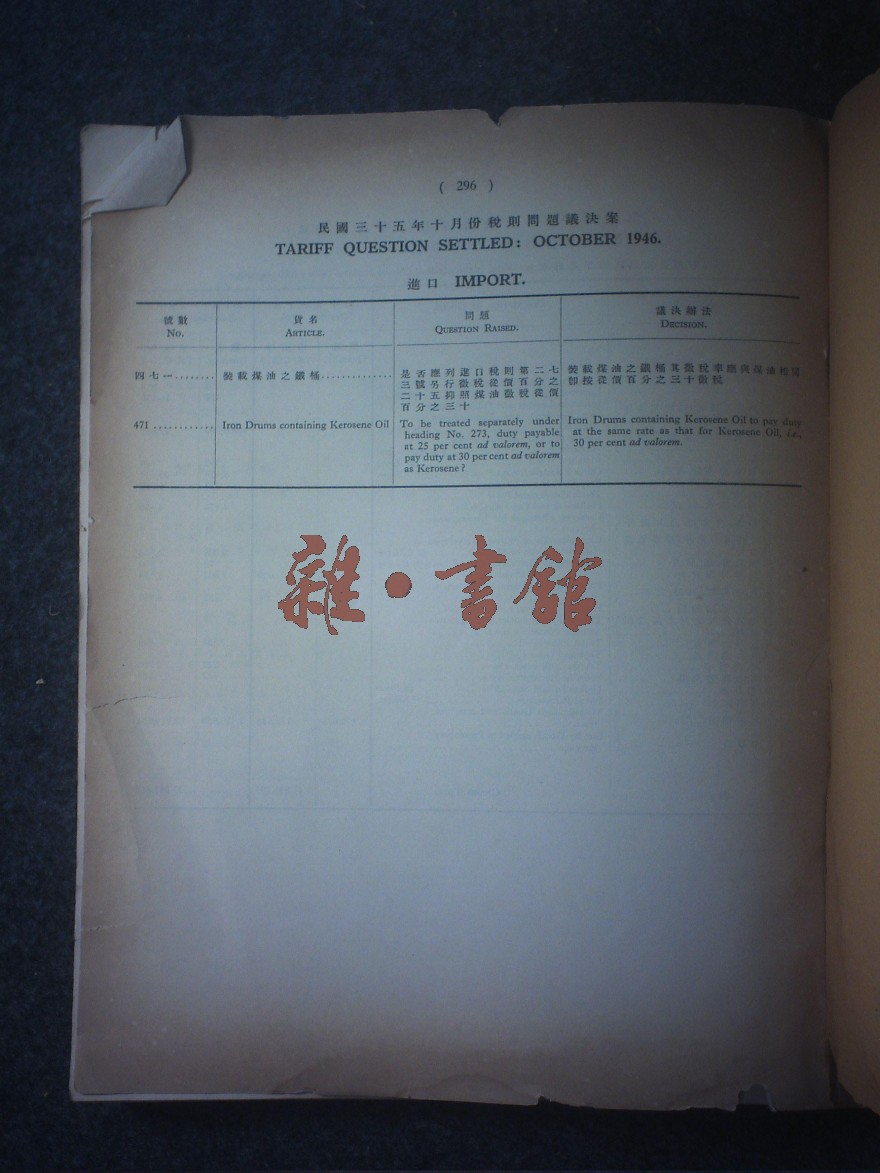 ( 296 )
民國三十五年十月份稅則問題議決案
TARIFF QUESTION SETTLED: OCTOBER 1946.
進口 IMPORT.
號數
No.
貨名
ARTICLE.
問題
QUESTION RAISED.
議決辦法
DECISION.
四七一........
裝載煤油之鐵桶..............
是否應列進口稅則第二七
三號另行徵稅從價百分之
二十五抑照煤油徵稅從價
百分之三十
裝載煤油之鐵桶其徵稅率應與煤油相同
卽按從價百分之三十徵稅
471 ............
Iron Drums containing Kerosene Oil
To be treated separately under
heading No. 273, duty payable
at 25 per cent ad valorem, or to
pay duty at 30 per cent ad valorem
as Kerosene?
Iron Drums containing Kerosene Oil to pay duty
at the same rate as that for Kerosene Oil, i.e.,
30 per cent ad valorem.
雜·書館